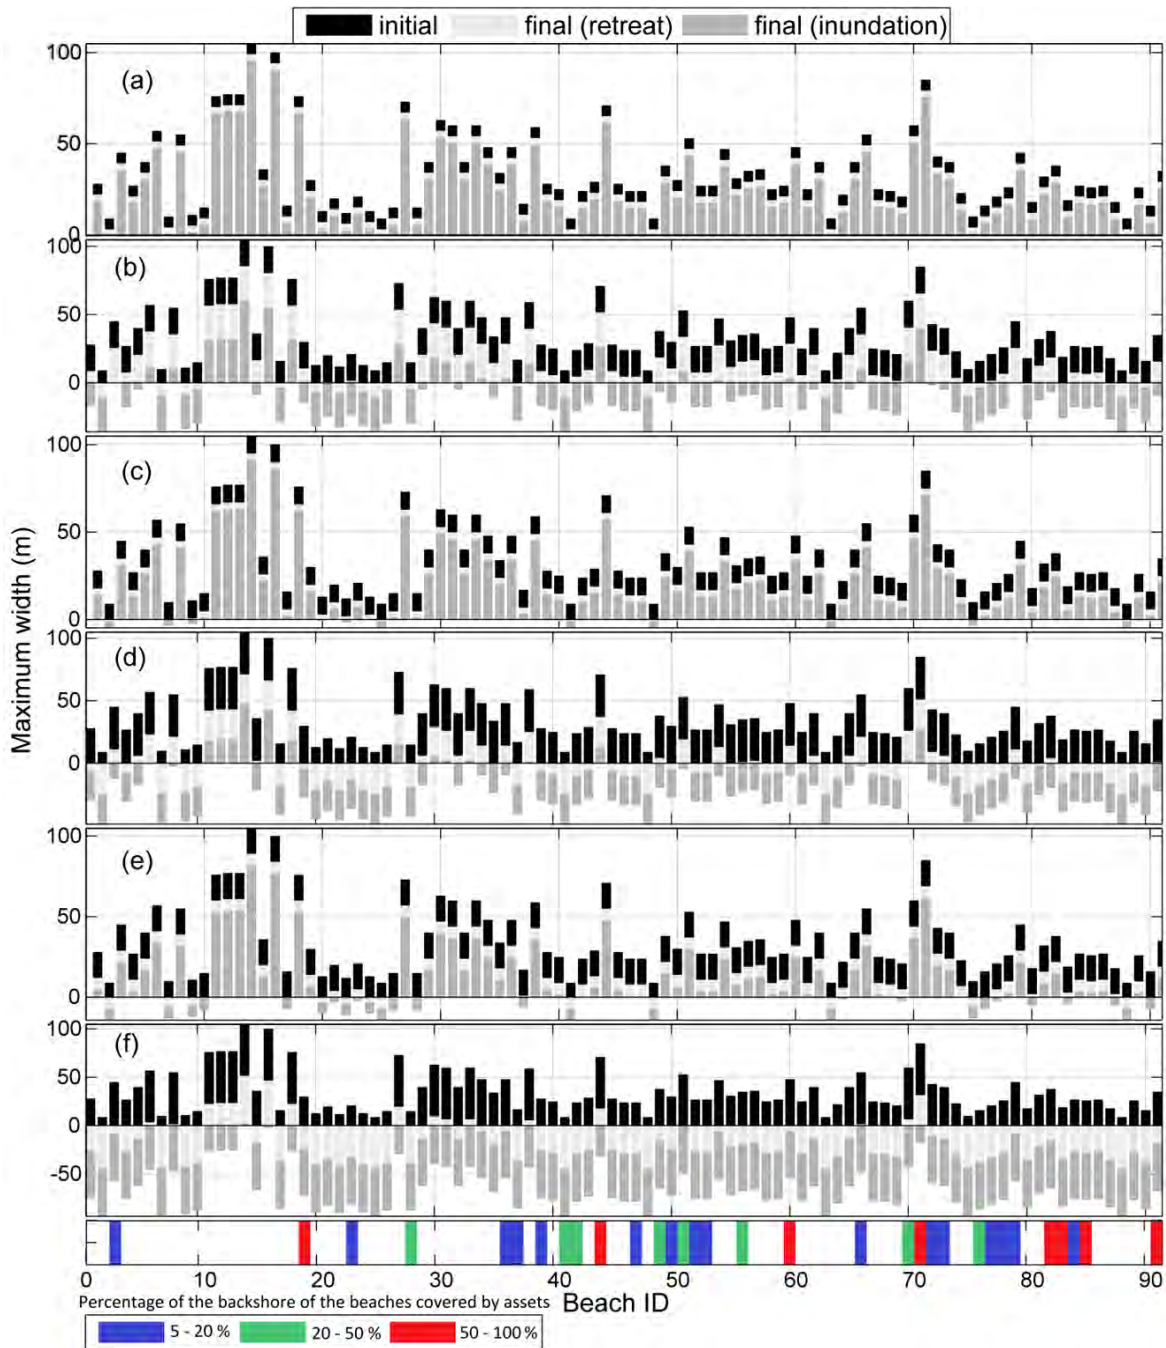 initial final (retreat) final (inundation)
100
(a)
50
0
100
(b)
50
0
100
(c)
50
0
100
(d)
50
0
100
(e)
50
0
100
(f)
50
0
-50
Maximum width (m)
0 10 20 30 40 50 60 70 80 90
Percentage of the backshore of the beaches covered by assets Beach ID
5 - 20 % 20 - 50 % 50 - 100 %